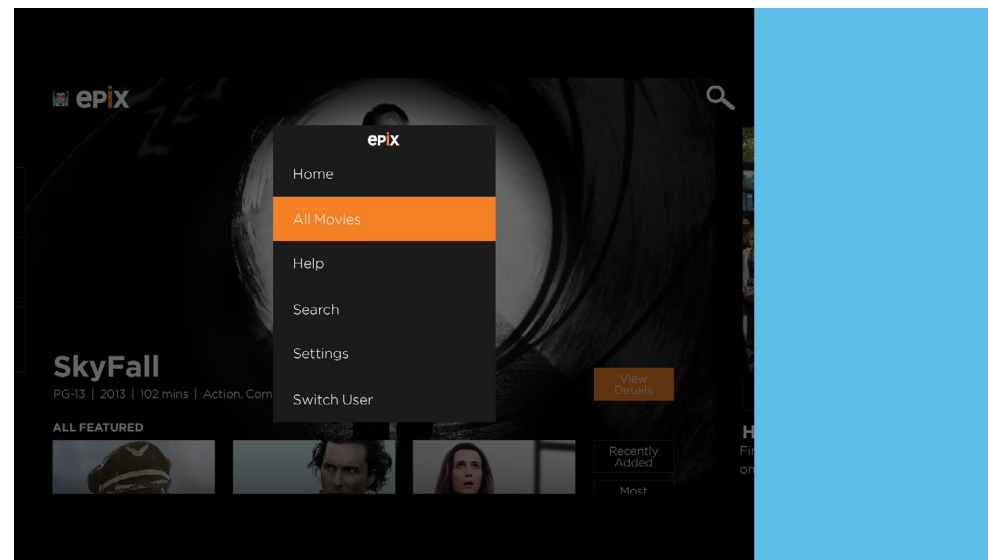 epix
epix
Home
All Movies
Help
Search
Settings
Switch User
SkyFall
PG-13 | 2013 | 102 mins | Action, Com
View
Details
ALL FEATURED
Recently
Added
Most
H
Fir
on